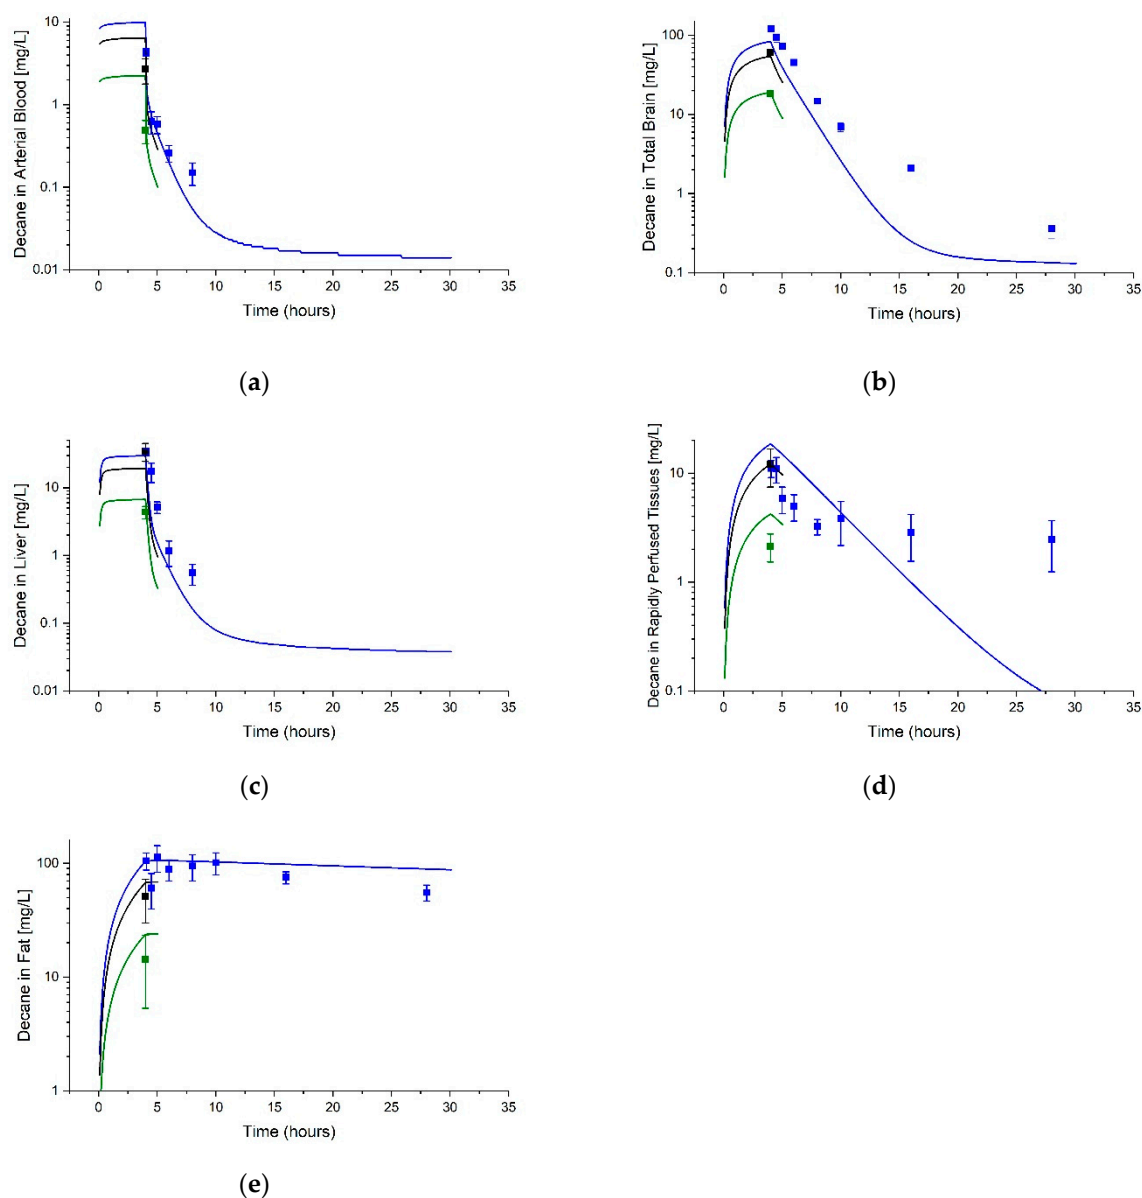 Decane in Arterial Blood [mg/L]
10
1
0.1
0.01
0 5 10 15 20 25 30 35
Time (hours)
(a)
Decane in Total Brain [mg/L]
100
10
1
0.1
0 5 10 15 20 25 30 35
Time (hours)
(b)
Decane in Liver [mg/L]
10
1
0.1
0.01
0 5 10 15 20 25 30 35
Time (hours)
(c)
Decane in Rapidly Perfused Tissues [mg/L]
10
1
0.1
0 5 10 15 20 25 30 35
Time (hours)
(d)
Decane in Fat [mg/L]
100
10
1
0 5 10 15 20 25 30 35
Time (hours)
(e)